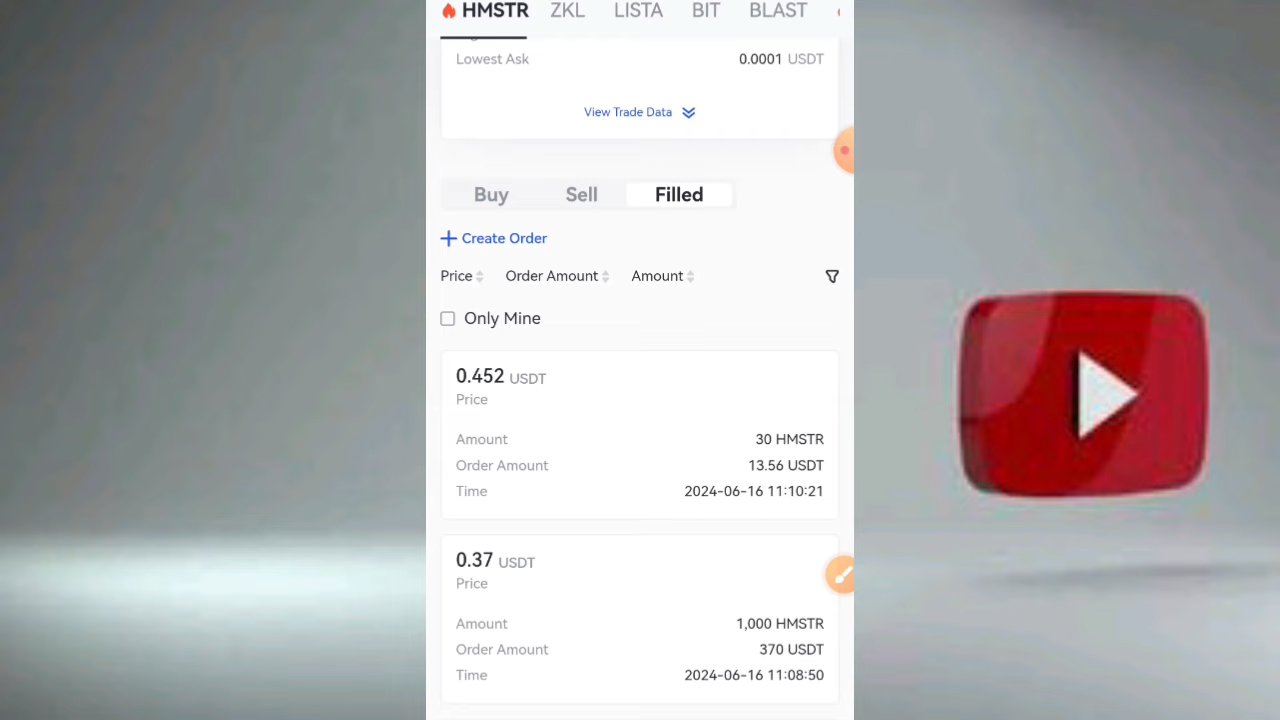 HMSTR ZKL LISTA BIT BLAST
Lowest Ask 0.0001 USDT
View Trade Data
Buy Sell Filled
Create Order
Price Order Amount Amount
Only Mine
0.452 USDT
Price
Amount 30 HMSTR
Order Amount 13.56 USDT
Time 2024-06-16 11:10:21
0.37 USDT
Price
Amount 1,000 HMSTR
Order Amount 370 USDT
Time 2024-06-16 11:08:50